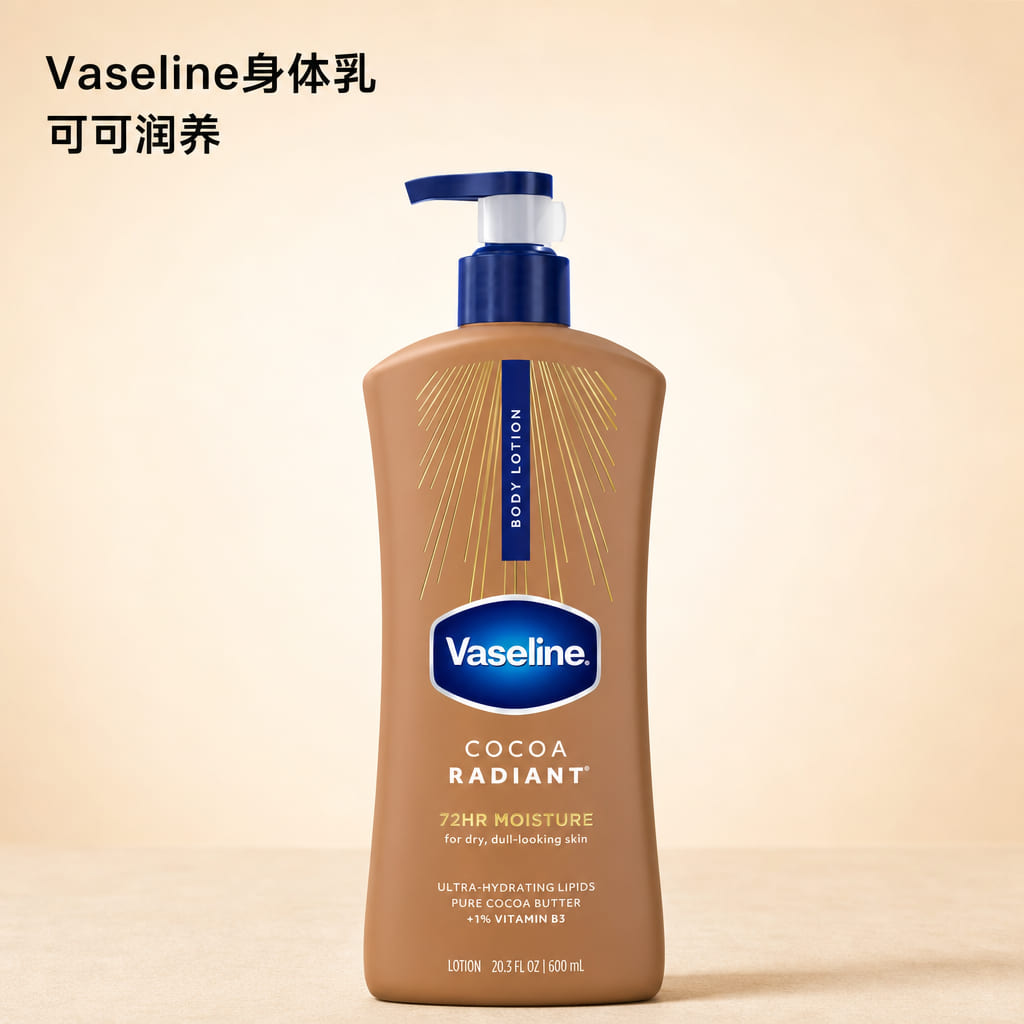 Vaseline身体乳
可可润养
BODY LOTION
Vaseline.
COCOA
RADIANT®
72HR MOISTURE
for dry, dull-looking skin
ULTRA-HYDRATING LIPIDS
PURE COCOA BUTTER
+1% VITAMIN B3
LOTION 20.3 FL OZ | 600 mL